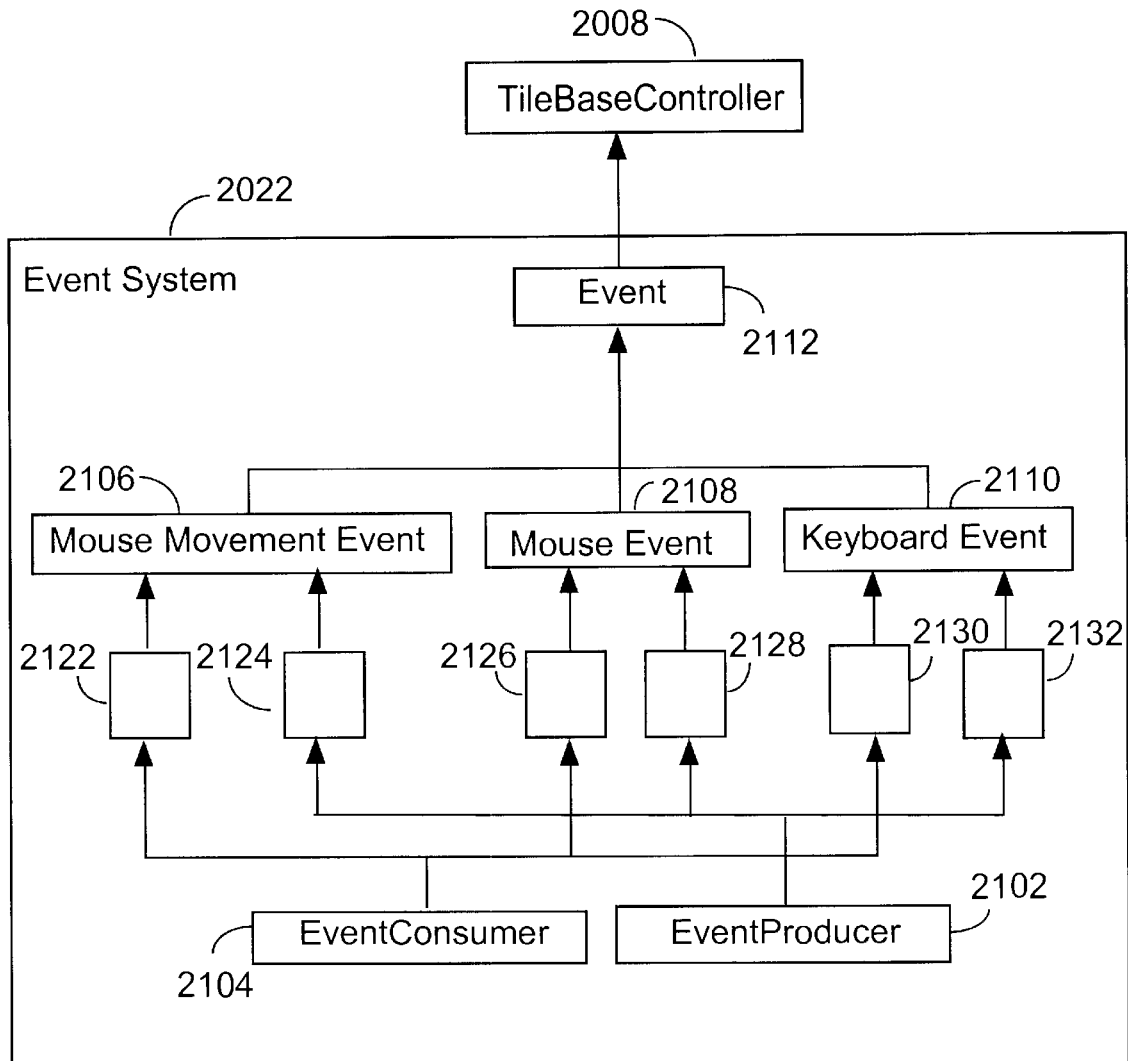 2008
TileBaseController
2022
Event System
Event
2112
2106
2108
2110
Mouse Movement Event
Mouse Event
Keyboard Event
2122
2124
2126
2128
2130
2132
2102
EventConsumer
EventProducer
2104